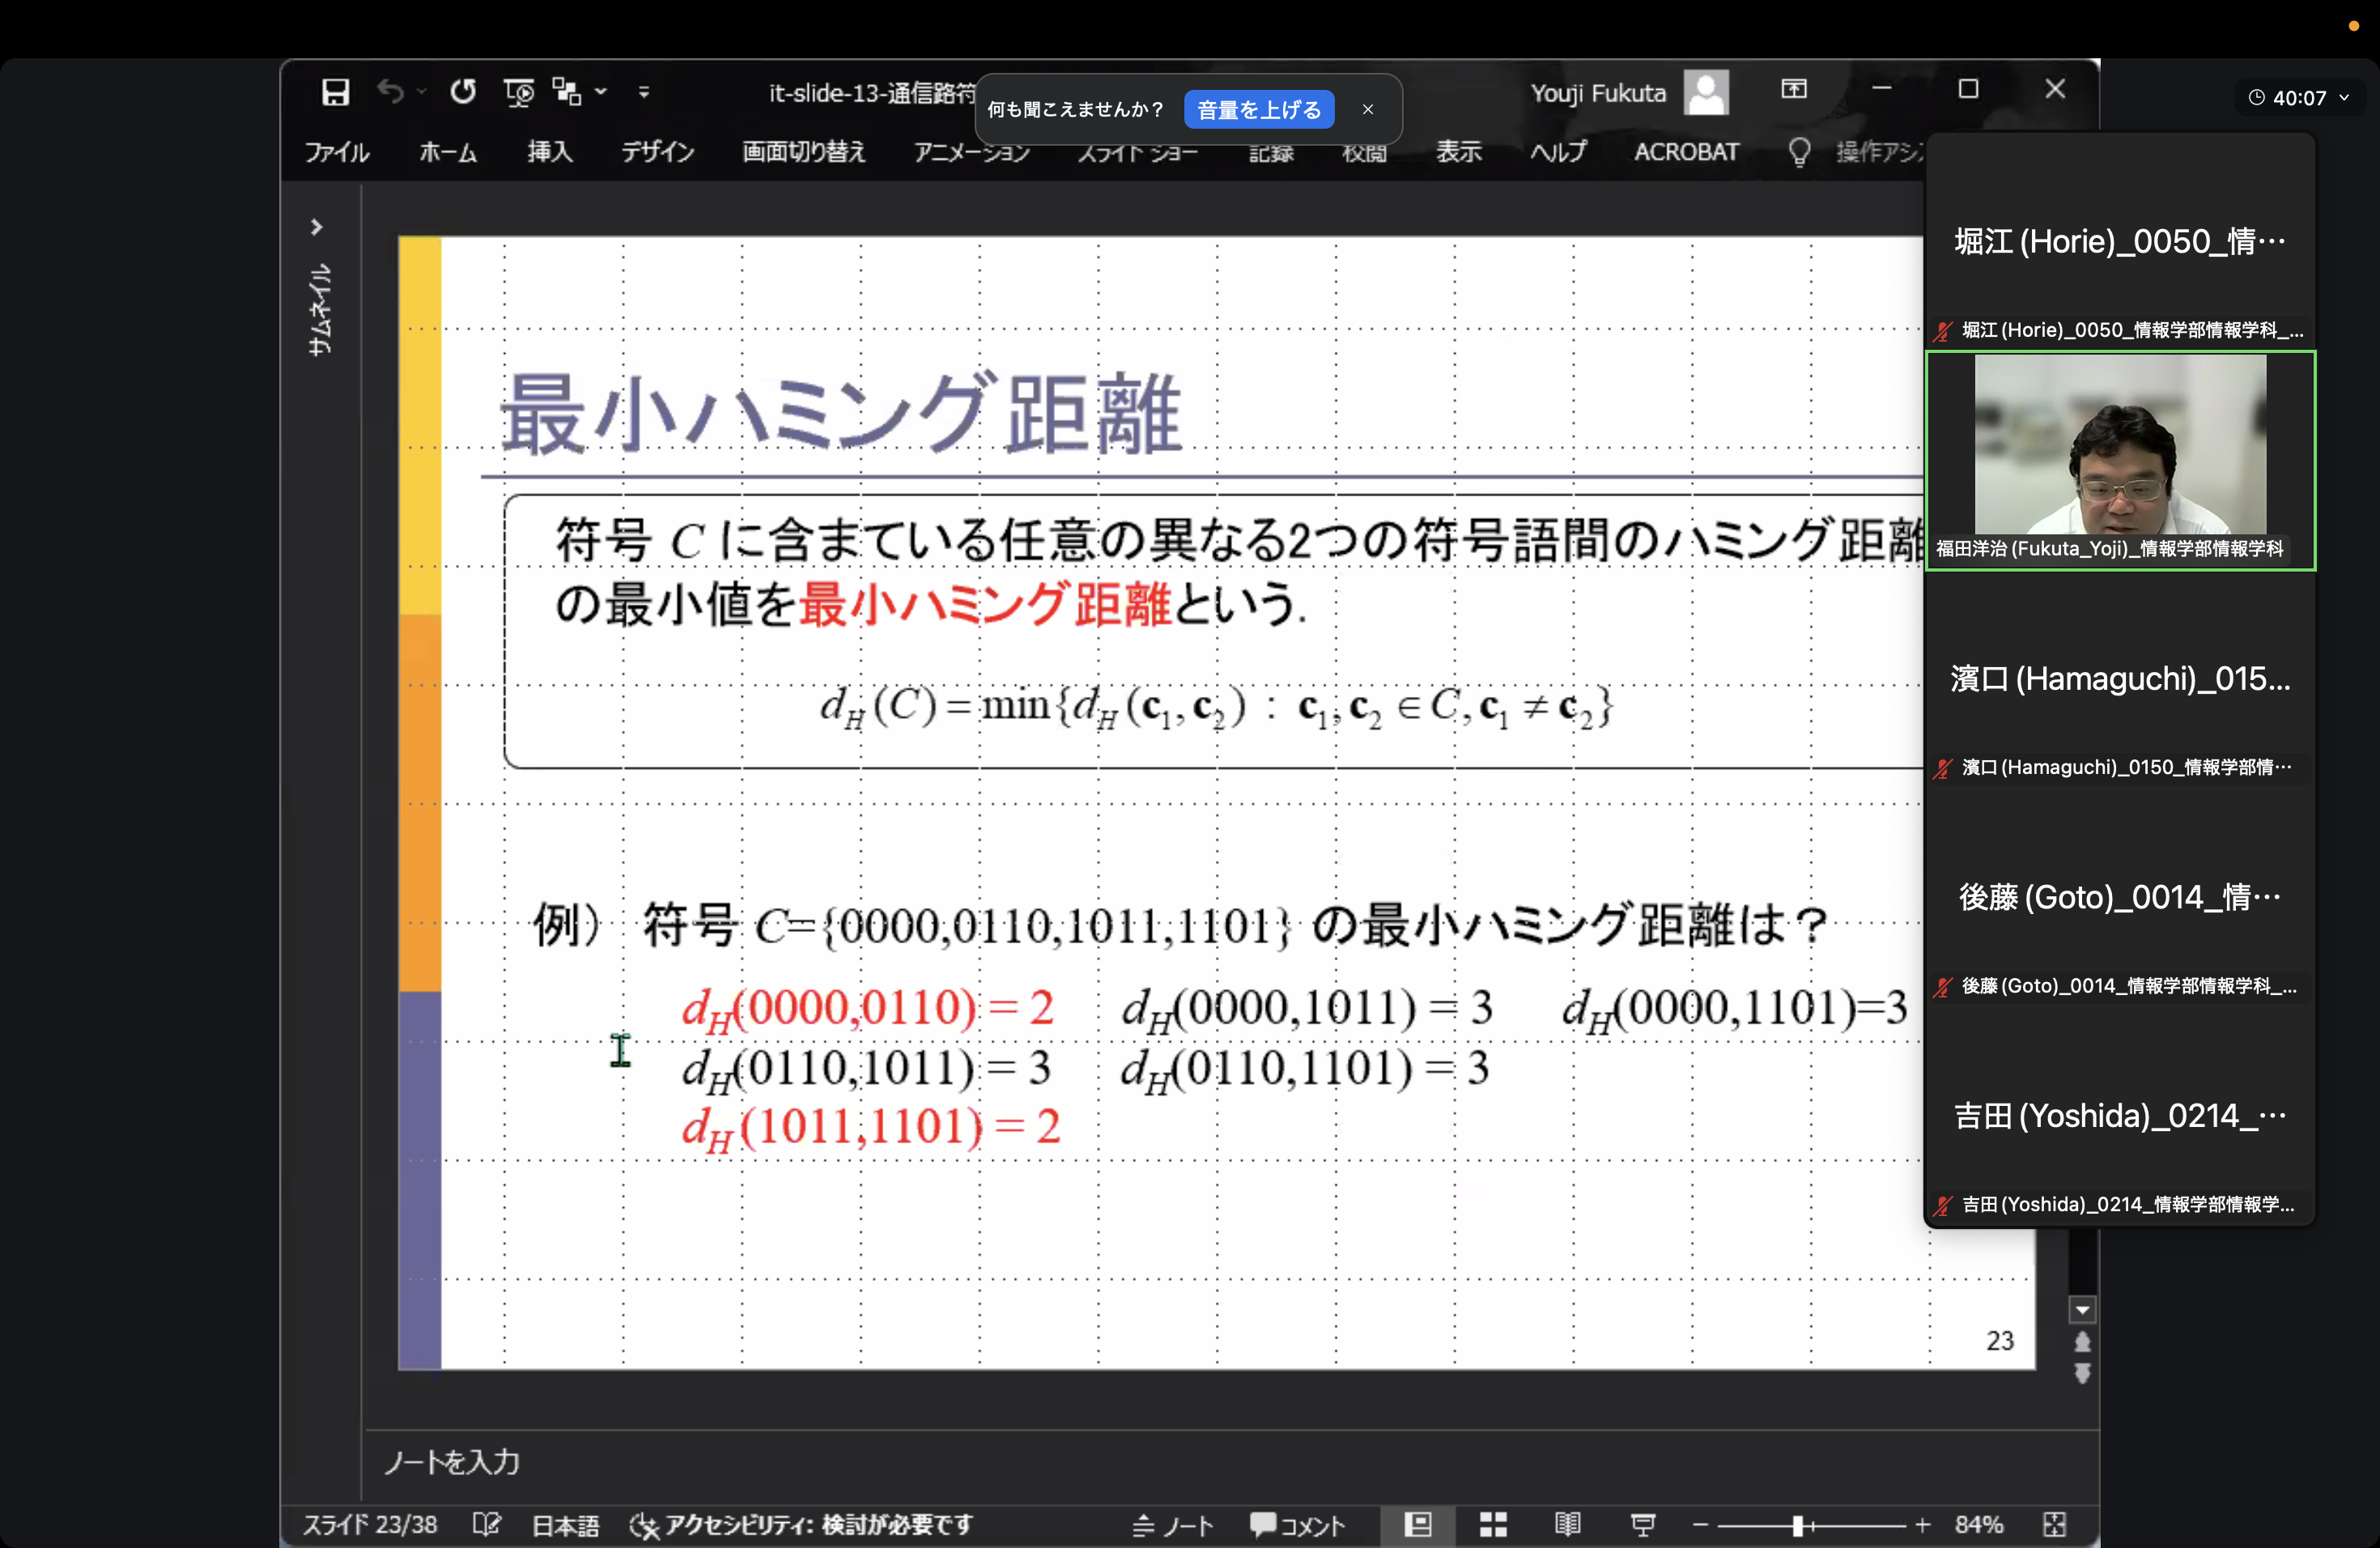 40:07
it-slide-13-通信路符
何も聞こえませんか？ 音量を上げる
Youji Fukuta
ファイル ホーム 挿入 デザイン 画面切り替え アニメーション スライド ショー 記録 校閲 表示 ヘルプ ACROBAT 操作アシ
サムネイル
最小ハミング距離
符号 C に含まている任意の異なる2つの符号語間のハミング距離
の最小値を最小ハミング距離という.
d_H(C) = min{d_H(c₁,c₂) : c₁,c₂ ∈ C, c₁ ≠ c₂}
例） 符号 C={0000,0110,1011,1101} の最小ハミング距離は？
d_H(0000,0110) = 2 d_H(0000,1011) = 3 d_H(0000,1101)=3
d_H(0110,1011) = 3 d_H(0110,1101) = 3
d_H(1011,1101) = 2
23
堀江 (Horie)_0050_情…
堀江 (Horie)_0050_情報学部情報学科_...
福田洋治 (Fukuta_Yoji)_情報学部情報学科
濱口 (Hamaguchi)_015...
濱口 (Hamaguchi)_0150_情報学部情…
後藤 (Goto)_0014_情…
後藤 (Goto)_0014_情報学部情報学科_...
吉田 (Yoshida)_0214_…
吉田 (Yoshida)_0214_情報学部情報学...
ノートを入力
スライド 23/38 日本語 アクセシビリティ: 検討が必要です ノート コメント 84%